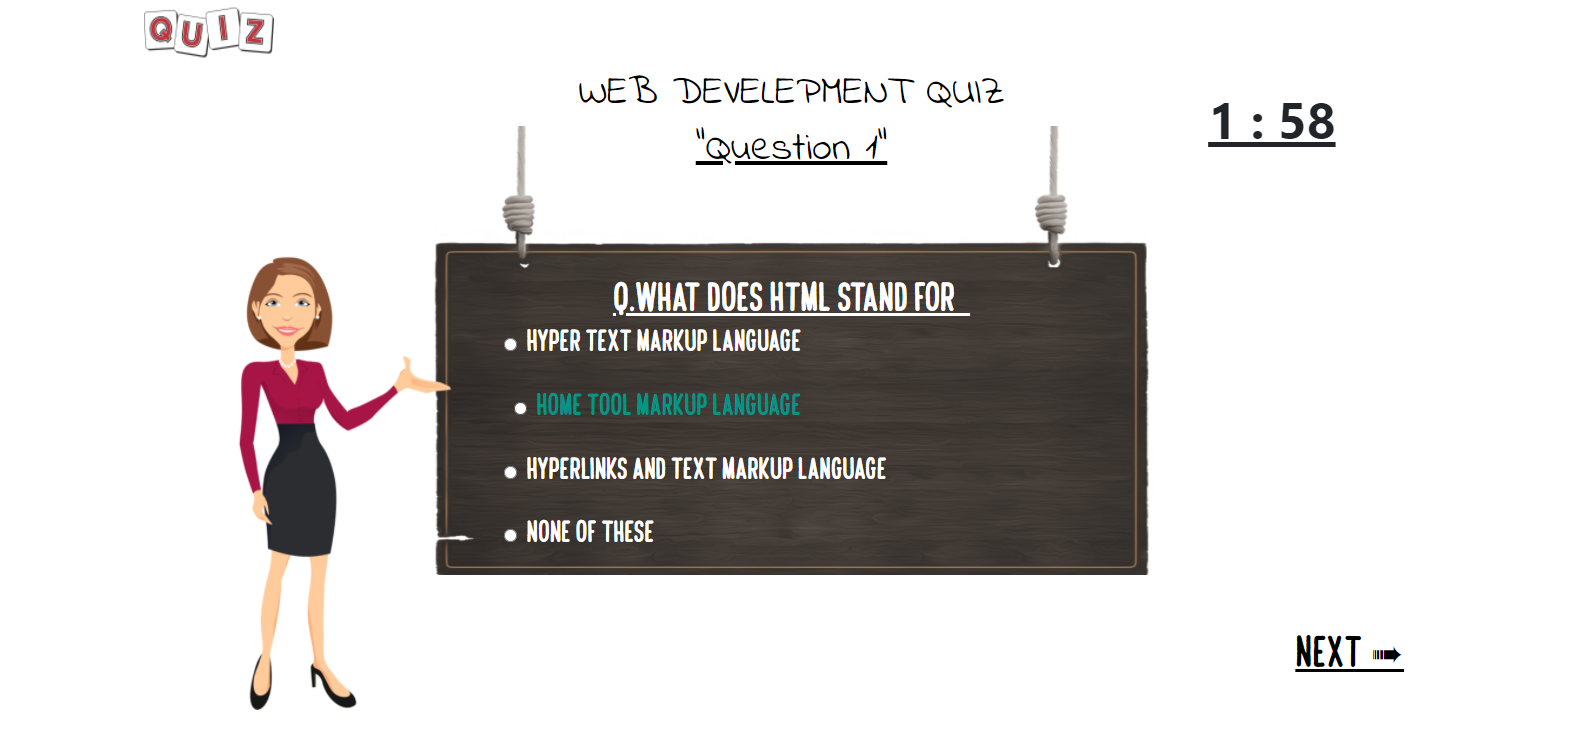 QUIZ
WEB DEVELEPMENT QUIZ
"Question 1"
1 : 58
Q.WHAT DOES HTML STAND FOR
HYPER TEXT MARKUP LANGUAGE
HOME TOOL MARKUP LANGUAGE
HYPERLINKS AND TEXT MARKUP LANGUAGE
NONE OF THESE
NEXT ➠